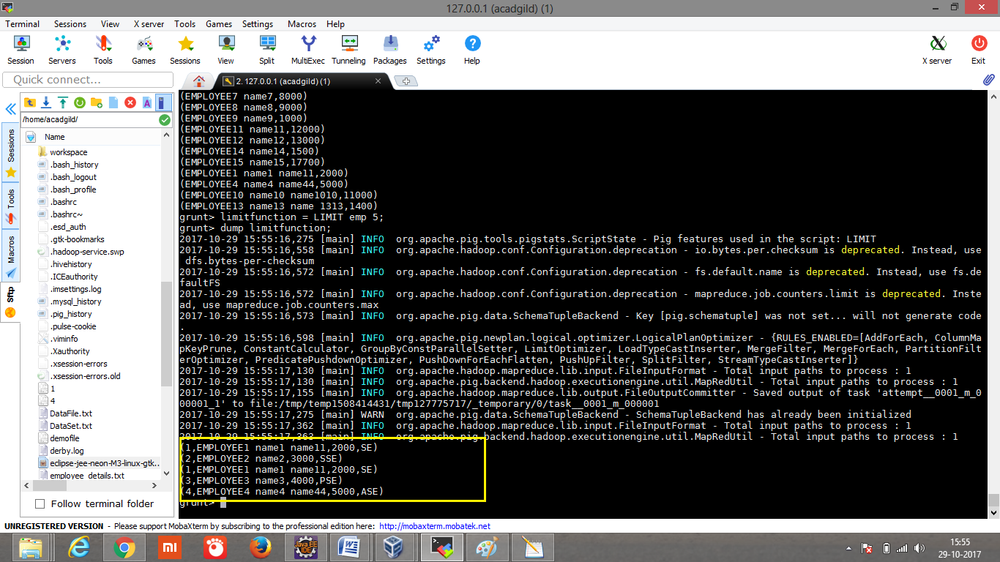 127.0.0.1 (acadgild) (1)
Terminal Sessions View X server Tools Games Settings Macros Help
Session Servers Tools Games Sessions View Split MultiExec Tunneling Packages Settings Help X server Exit
Quick connect...
2. 127.0.0.1 (acadgild) (1)
/home/acadgild/
Name
workspace
.bash_history
.bash_logout
.bash_profile
.bashrc
.bashrc~
.esd_auth
.gtk-bookmarks
.hadoop-service.swp
.hivehistory
.ICEauthority
.imsettings.log
.mysql_history
.pig_history
.pulse-cookie
.viminfo
.Xauthority
.xsession-errors
.xsession-errors.old
1
4
DataFile.txt
DataSet.txt
demofile
derby.log
eclipse-jee-neon-M3-linux-gtk...
employee_details.txt
Follow terminal folder
Sessions
Tools
Macros
Sftp
(EMPLOYEE7 name7,8000)
(EMPLOYEE8 name8,9000)
(EMPLOYEE9 name9,1000)
(EMPLOYEE11 name11,12000)
(EMPLOYEE12 name12,13000)
(EMPLOYEE14 name14,1500)
(EMPLOYEE15 name15,17700)
(EMPLOYEE1 name1 name11,2000)
(EMPLOYEE4 name4 name44,5000)
(EMPLOYEE10 name10 name1010,11000)
(EMPLOYEE13 name13 name 1313,1400)
grunt> limitfunction = LIMIT emp 5;
grunt> dump limitfunction;
2017-10-29 15:55:16,275 [main] INFO  org.apache.pig.tools.pigstats.ScriptState - Pig features used in the script: LIMIT
2017-10-29 15:55:16,558 [main] INFO  org.apache.hadoop.conf.Configuration.deprecation - io.bytes.per.checksum is deprecated. Instead, use
 dfs.bytes-per-checksum
2017-10-29 15:55:16,572 [main] INFO  org.apache.hadoop.conf.Configuration.deprecation - fs.default.name is deprecated. Instead, use fs.de
faultFS
2017-10-29 15:55:16,572 [main] INFO  org.apache.hadoop.conf.Configuration.deprecation - mapreduce.job.counters.limit is deprecated. Inste
ad, use mapreduce.job.counters.max
2017-10-29 15:55:16,573 [main] INFO  org.apache.pig.data.SchemaTupleBackend - Key [pig.schematuple] was not set... will not generate code
.
2017-10-29 15:55:16,598 [main] INFO  org.apache.pig.newplan.logical.optimizer.LogicalPlanOptimizer - {RULES_ENABLED=[AddForEach, ColumnMa
pKeyPrune, ConstantCalculator, GroupByConstParallelSetter, LimitOptimizer, LoadTypeCastInserter, MergeFilter, MergeForEach, PartitionFilt
erOptimizer, PredicatePushdownOptimizer, PushDownForEachFlatten, PushUpFilter, SplitFilter, StreamTypeCastInserter]}
2017-10-29 15:55:17,130 [main] INFO  org.apache.hadoop.mapreduce.lib.input.FileInputFormat - Total input paths to process : 1
2017-10-29 15:55:17,130 [main] INFO  org.apache.pig.backend.hadoop.executionengine.util.MapRedUtil - Total input paths to process : 1
2017-10-29 15:55:17,155 [main] INFO  org.apache.hadoop.mapreduce.lib.output.FileOutputCommitter - Saved output of task 'attempt__0001_m_0
00001_1' to file:/tmp/temp1508414431/tmp127775717/_temporary/0/task__0001_m_000001
2017-10-29 15:55:17,275 [main] WARN  org.apache.pig.data.SchemaTupleBackend - SchemaTupleBackend has already been initialized
2017-10-29 15:55:17,362 [main] INFO  org.apache.hadoop.mapreduce.lib.input.FileInputFormat - Total input paths to process : 1
2017-10-29 15:55:17,363 [main] INFO  org.apache.pig.backend.hadoop.executionengine.util.MapRedUtil - Total input paths to process : 1
(1,EMPLOYEE1 name1 name11,2000,SE)
(2,EMPLOYEE2 name2,3000,SSE)
(1,EMPLOYEE1 name1 name11,2000,SE)
(3,EMPLOYEE3 name3,4000,PSE)
(4,EMPLOYEE4 name4 name44,5000,ASE)
grunt>
UNREGISTERED VERSION - Please support MobaXterm by subscribing to the professional edition here: http://mobaxterm.mobatek.net
Java EE
IDE
15:55
29-10-2017